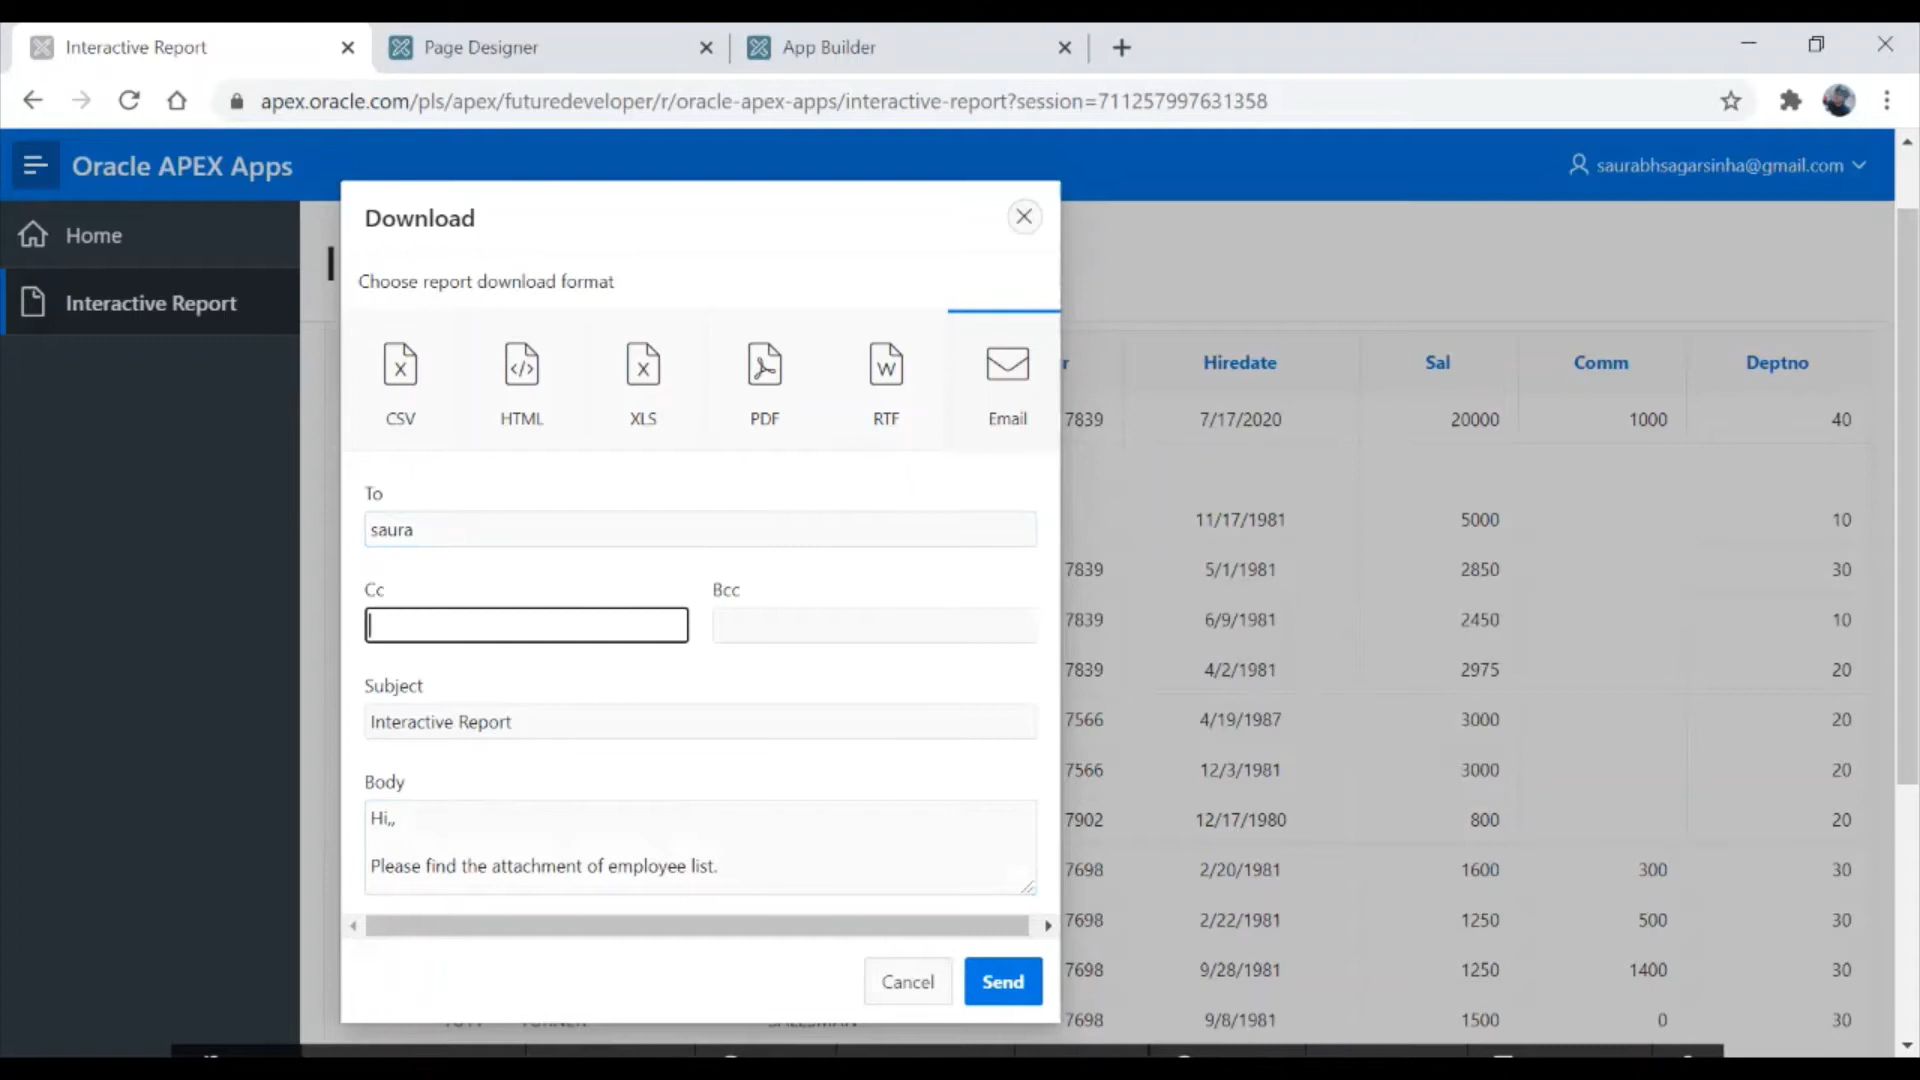 Interactive Report
Page Designer
App Builder
apex.oracle.com/pls/apex/futuredeveloper/r/oracle-apex-apps/interactive-report?session=711257997631358
Oracle APEX Apps
saurabhsagarsinha@gmail.com
Home
Interactive Report
Download
Choose report download format
CSV
HTML
XLS
PDF
RTF
Email
To
saura
Cc
Bcc
Subject
Interactive Report
Body
Hi,,
Please find the attachment of employee list.
Cancel
Send
r Hiredate Sal Comm Deptno
7839 7/17/2020 20000 1000 40
11/17/1981 5000 10
7839 5/1/1981 2850 30
7839 6/9/1981 2450 10
7839 4/2/1981 2975 20
7566 4/19/1987 3000 20
7566 12/3/1981 3000 20
7902 12/17/1980 800 20
7698 2/20/1981 1600 300 30
7698 2/22/1981 1250 500 30
7698 9/28/1981 1250 1400 30
7698 9/8/1981 1500 0 30